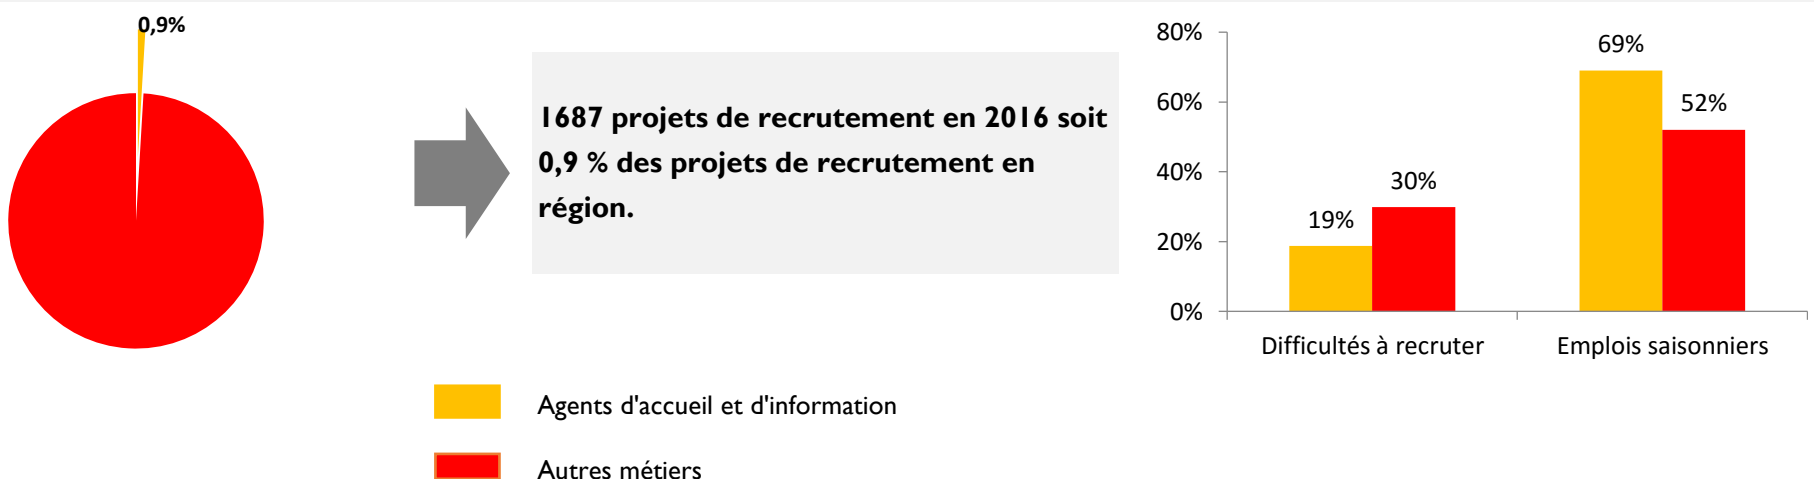 0,9%
1687 projets de recrutement en 2016 soit
0,9 % des projets de recrutement en
région.
80%
60%
40%
20%
0%
19%
30%
69%
52%
Difficultés à recruter
Emplois saisonniers
Agents d'accueil et d'information
Autres métiers